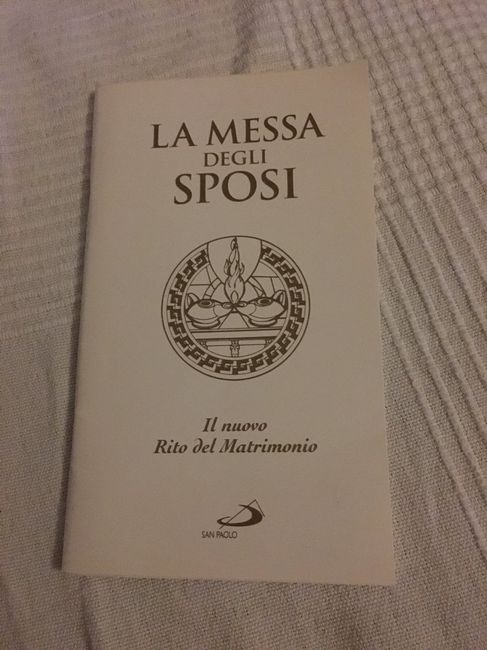 LA MESSA
DEGLI
SPOSI
Il nuovo
Rito del Matrimonio
SAN PAOLO